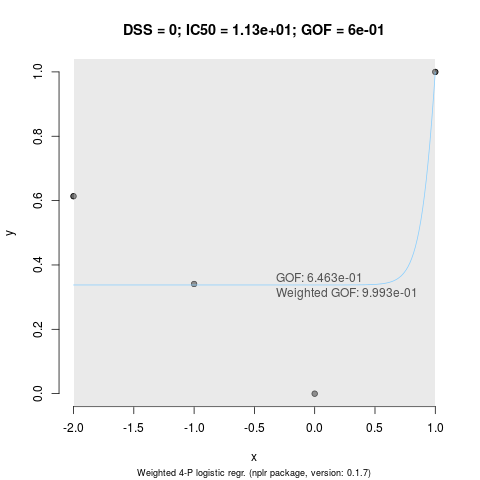 DSS = 0; IC50 = 1.13e+01; GOF = 6e-01
1.0
0.8
0.6
0.4
0.2
0.0
y
GOF: 6.463e-01
Weighted GOF: 9.993e-01
-2.0 -1.5 -1.0 -0.5 0.0 0.5 1.0
x
Weighted 4-P logistic regr. (nplr package, version: 0.1.7)